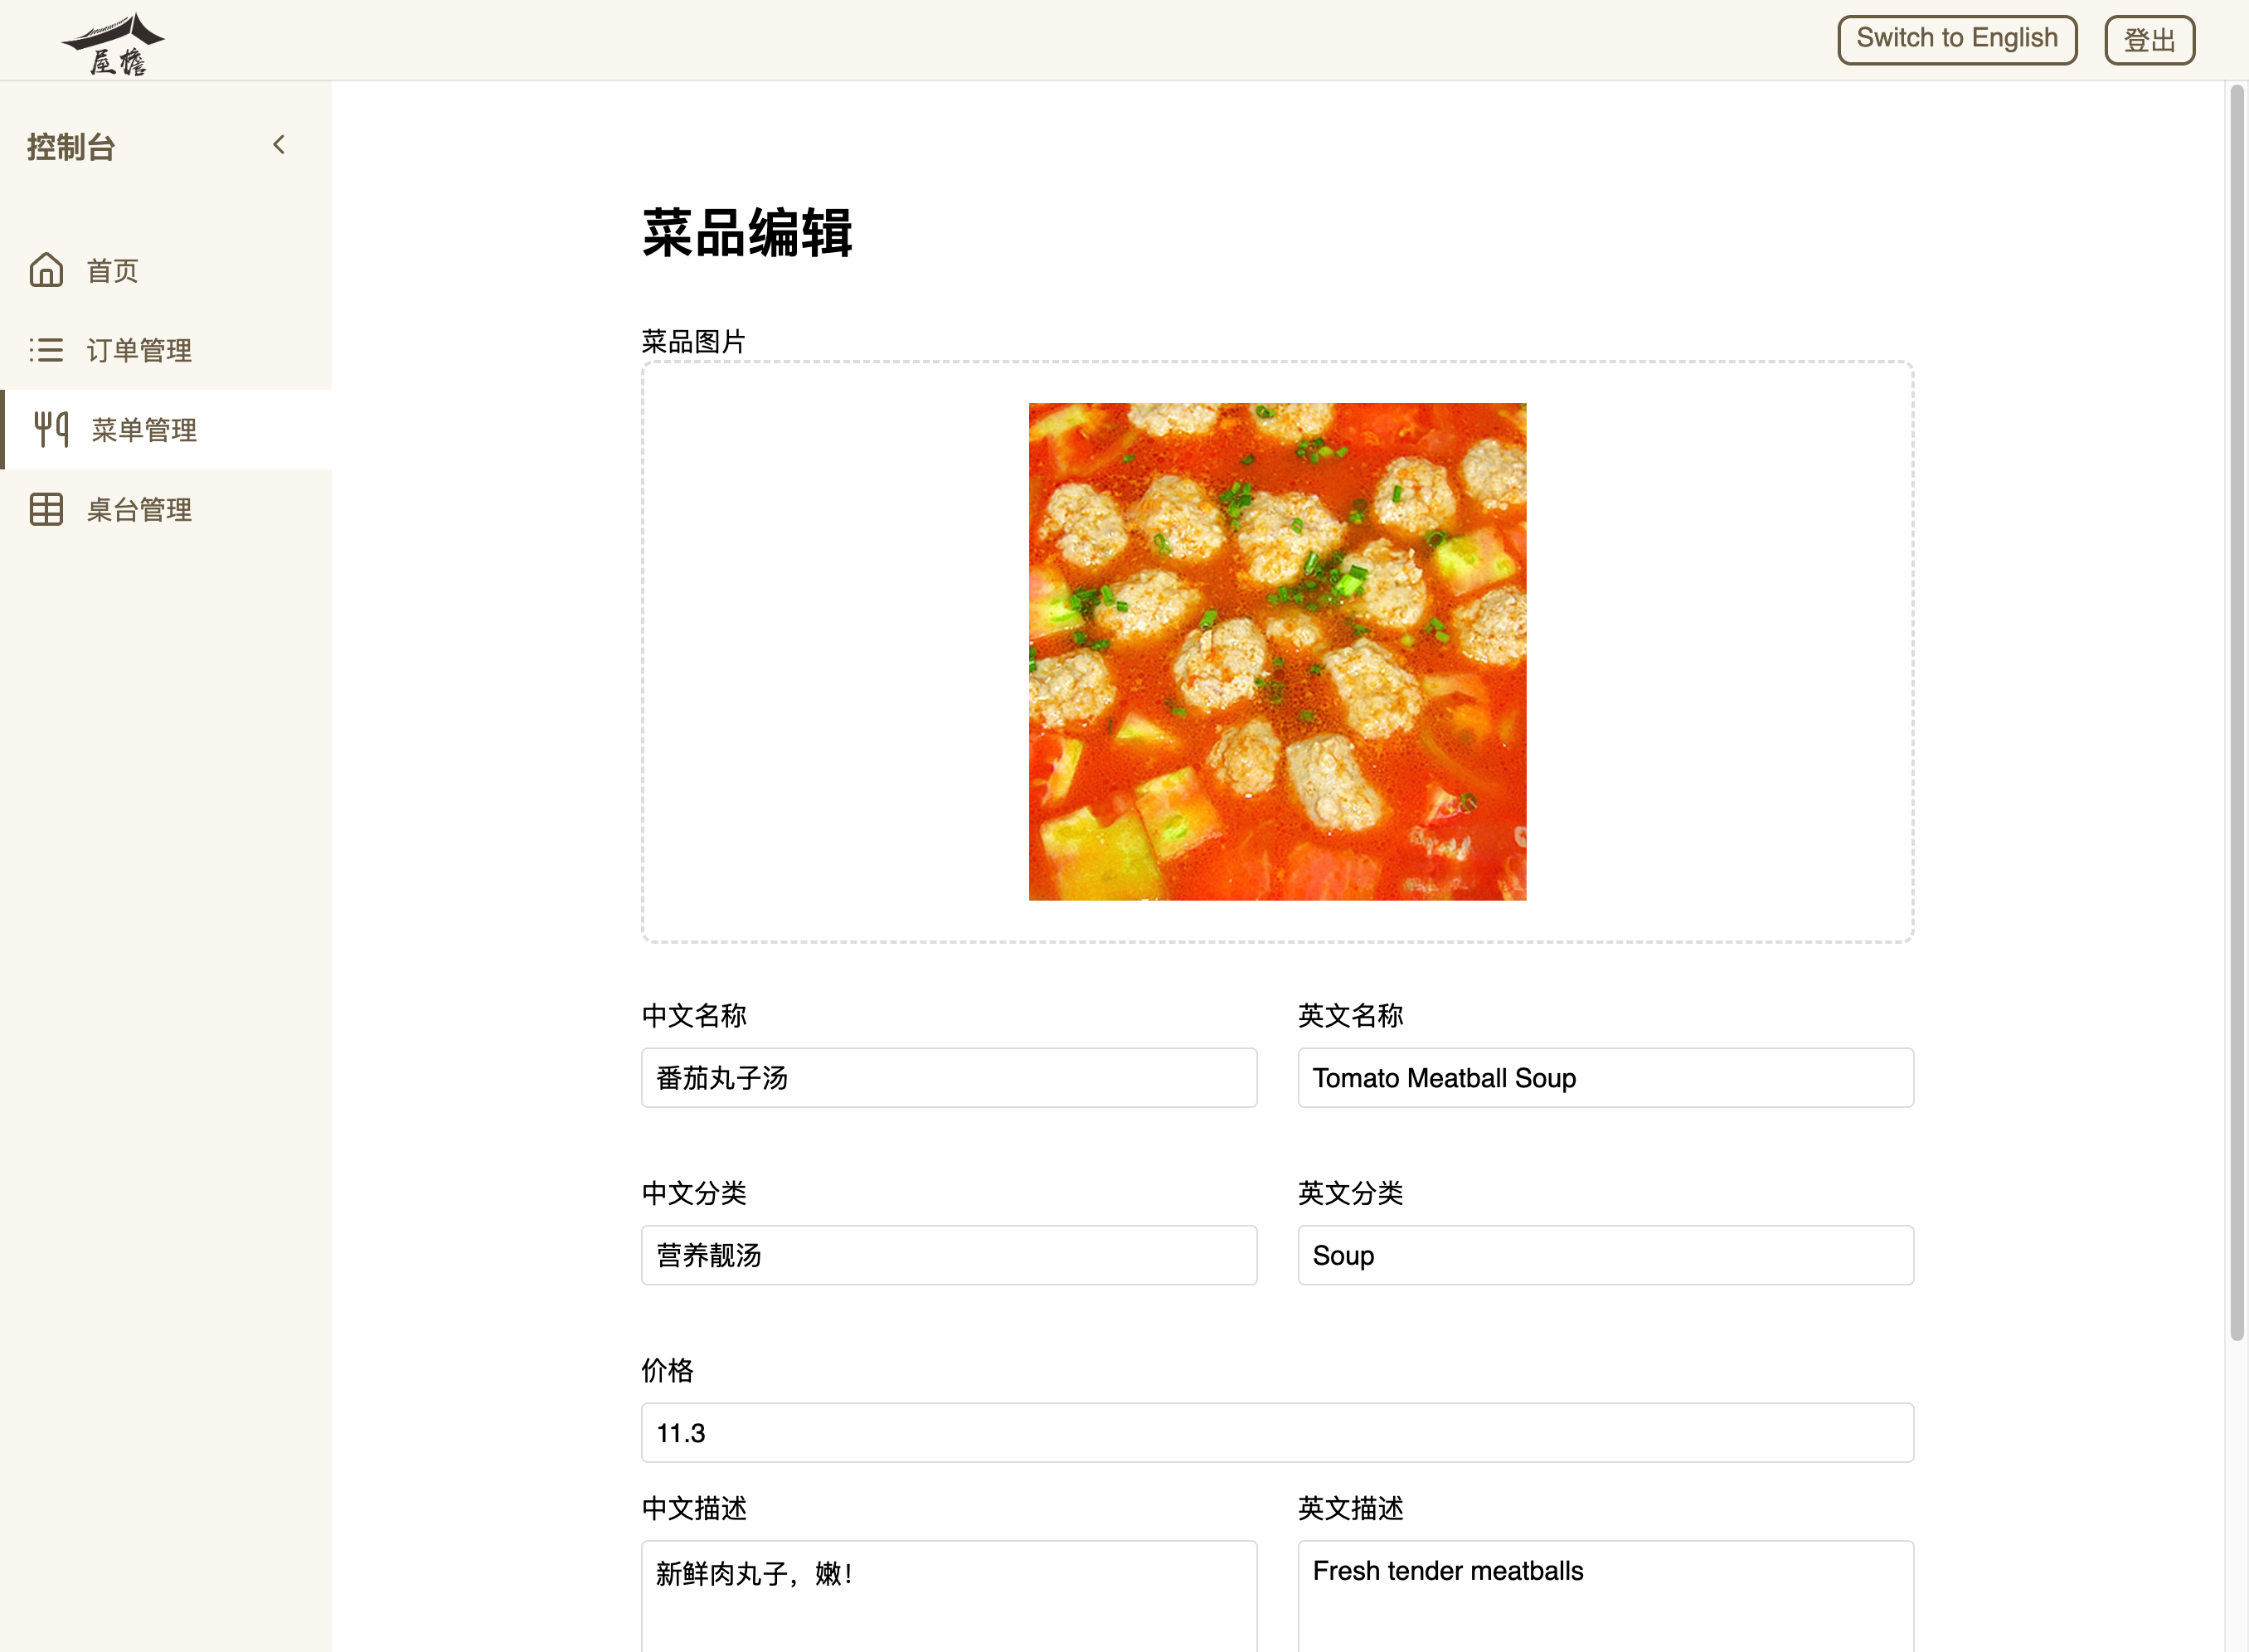 屋檐
Switch to English
登出
控制台
首页
订单管理
菜单管理
桌台管理
菜品编辑
菜品图片
中文名称
英文名称
番茄丸子汤
Tomato Meatball Soup
中文分类
英文分类
营养靓汤
Soup
价格
11.3
中文描述
英文描述
新鲜肉丸子，嫩！
Fresh tender meatballs